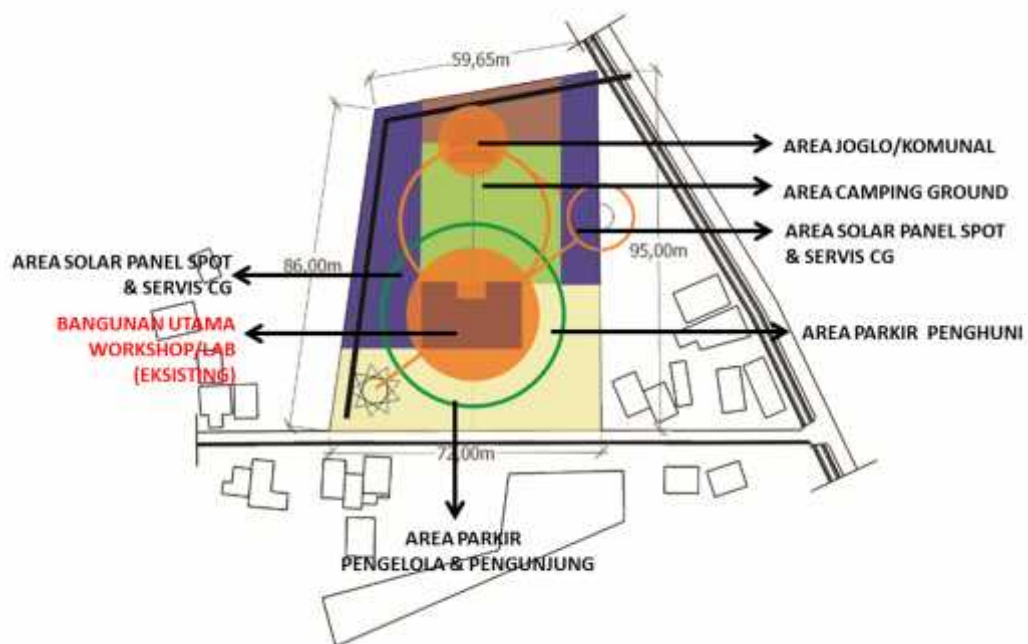 59,65m
AREA JOGLO/KOMUNAL
AREA CAMPING GROUND
AREA SOLAR PANEL SPOT
& SERVIS CG
95,00m
AREA SOLAR PANEL SPOT
& SERVIS CG
86,00m
BANGUNAN UTAMA
WORKSHOP/LAB
(EKSISTING)
AREA PARKIR PENGHUNI
72,00m
AREA PARKIR
PENGELOLA & PENGUNJUNG